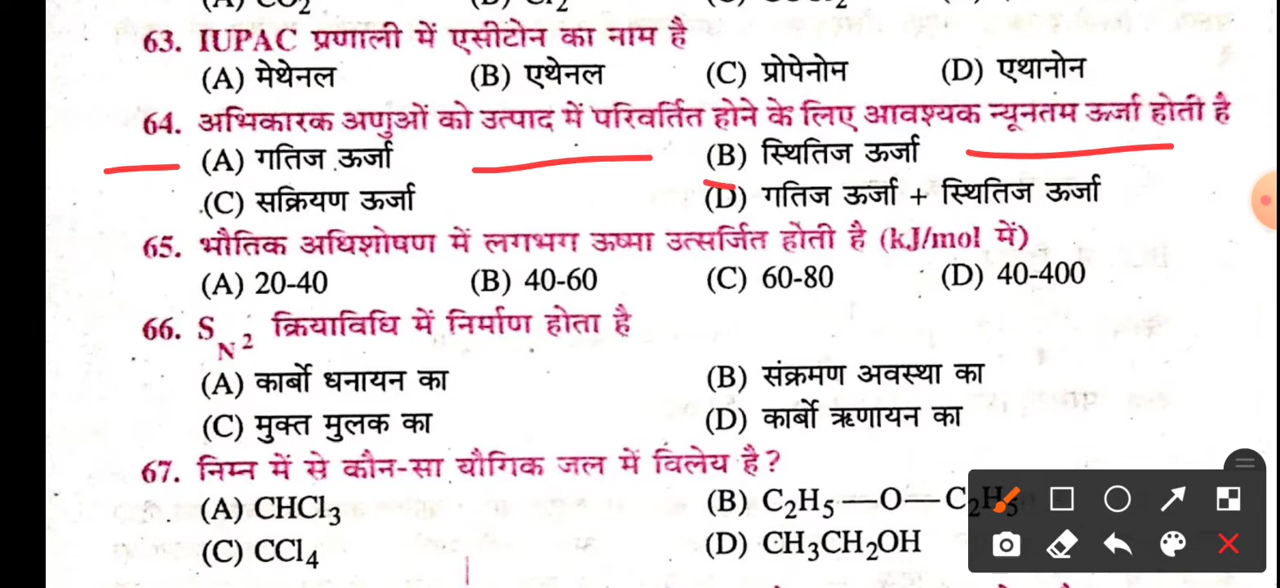 (A) CO2 (B) Cl2 (C) COCl2
63. IUPAC प्रणाली में एसीटोन का नाम है
(A) मेथेनल (B) एथेनल (C) प्रोपेनोम (D) एथानोन
64. अभिकारक अणुओं को उत्पाद में परिवर्तित होने के लिए आवश्यक न्यूनतम ऊर्जा होती है
(A) गतिज ऊर्जा (B) स्थितिज ऊर्जा
(C) सक्रियण ऊर्जा (D) गतिज ऊर्जा + स्थितिज ऊर्जा
65. भौतिक अधिशोषण में लगभग ऊष्मा उत्सर्जित होती है (kJ/mol में)
(A) 20-40 (B) 40-60 (C) 60-80 (D) 40-400
66. SN2 क्रियाविधि में निर्माण होता है
(A) कार्बो धनायन का (B) संक्रमण अवस्था का
(C) मुक्त मुलक का (D) कार्बो ऋणायन का
67. निम्न में से कौन-सा यौगिक जल में विलेय है?
(A) CHCl3 (B) C2H5—O—C2H5
(C) CCl4 (D) CH3CH2OH